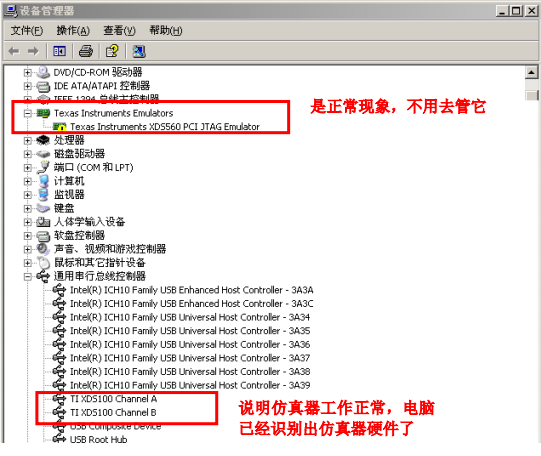 设备管理器
文件(F) 操作(A) 查看(V) 帮助(H)
DVD/CD-ROM 驱动器
IDE ATA/ATAPI 控制器
IEEE 1394 总线主控制器
Texas Instruments Emulators
Texas Instruments XDS560 PCI JTAG Emulator
是正常现象，不用去管它
处理器
磁盘驱动器
端口 (COM 和 LPT)
计算机
监视器
键盘
人体学输入设备
软盘控制器
声音、视频和游戏控制器
鼠标和其它指针设备
通用串行总线控制器
Intel(R) ICH10 Family USB Enhanced Host Controller - 3A3A
Intel(R) ICH10 Family USB Enhanced Host Controller - 3A3C
Intel(R) ICH10 Family USB Universal Host Controller - 3A34
Intel(R) ICH10 Family USB Universal Host Controller - 3A35
Intel(R) ICH10 Family USB Universal Host Controller - 3A36
Intel(R) ICH10 Family USB Universal Host Controller - 3A37
Intel(R) ICH10 Family USB Universal Host Controller - 3A38
Intel(R) ICH10 Family USB Universal Host Controller - 3A39
TI XDS100 Channel A
TI XDS100 Channel B
说明仿真器工作正常，电脑
已经识别出仿真器硬件了
USB Composite Device
USB Root Hub